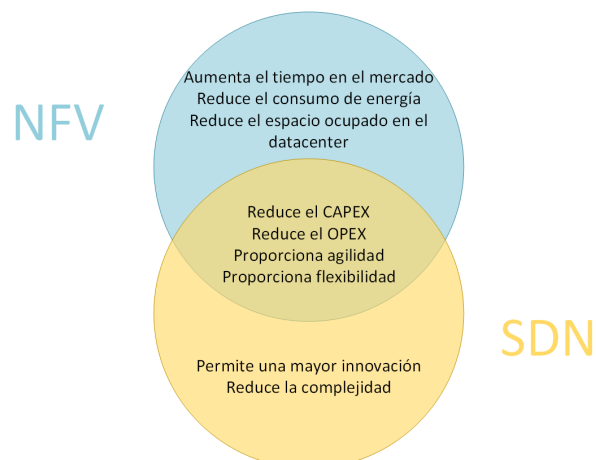 NFV
Aumenta el tiempo en el mercado
Reduce el consumo de energía
Reduce el espacio ocupado en el
datacenter
Reduce el CAPEX
Reduce el OPEX
Proporciona agilidad
Proporciona flexibilidad
SDN
Permite una mayor innovación
Reduce la complejidad